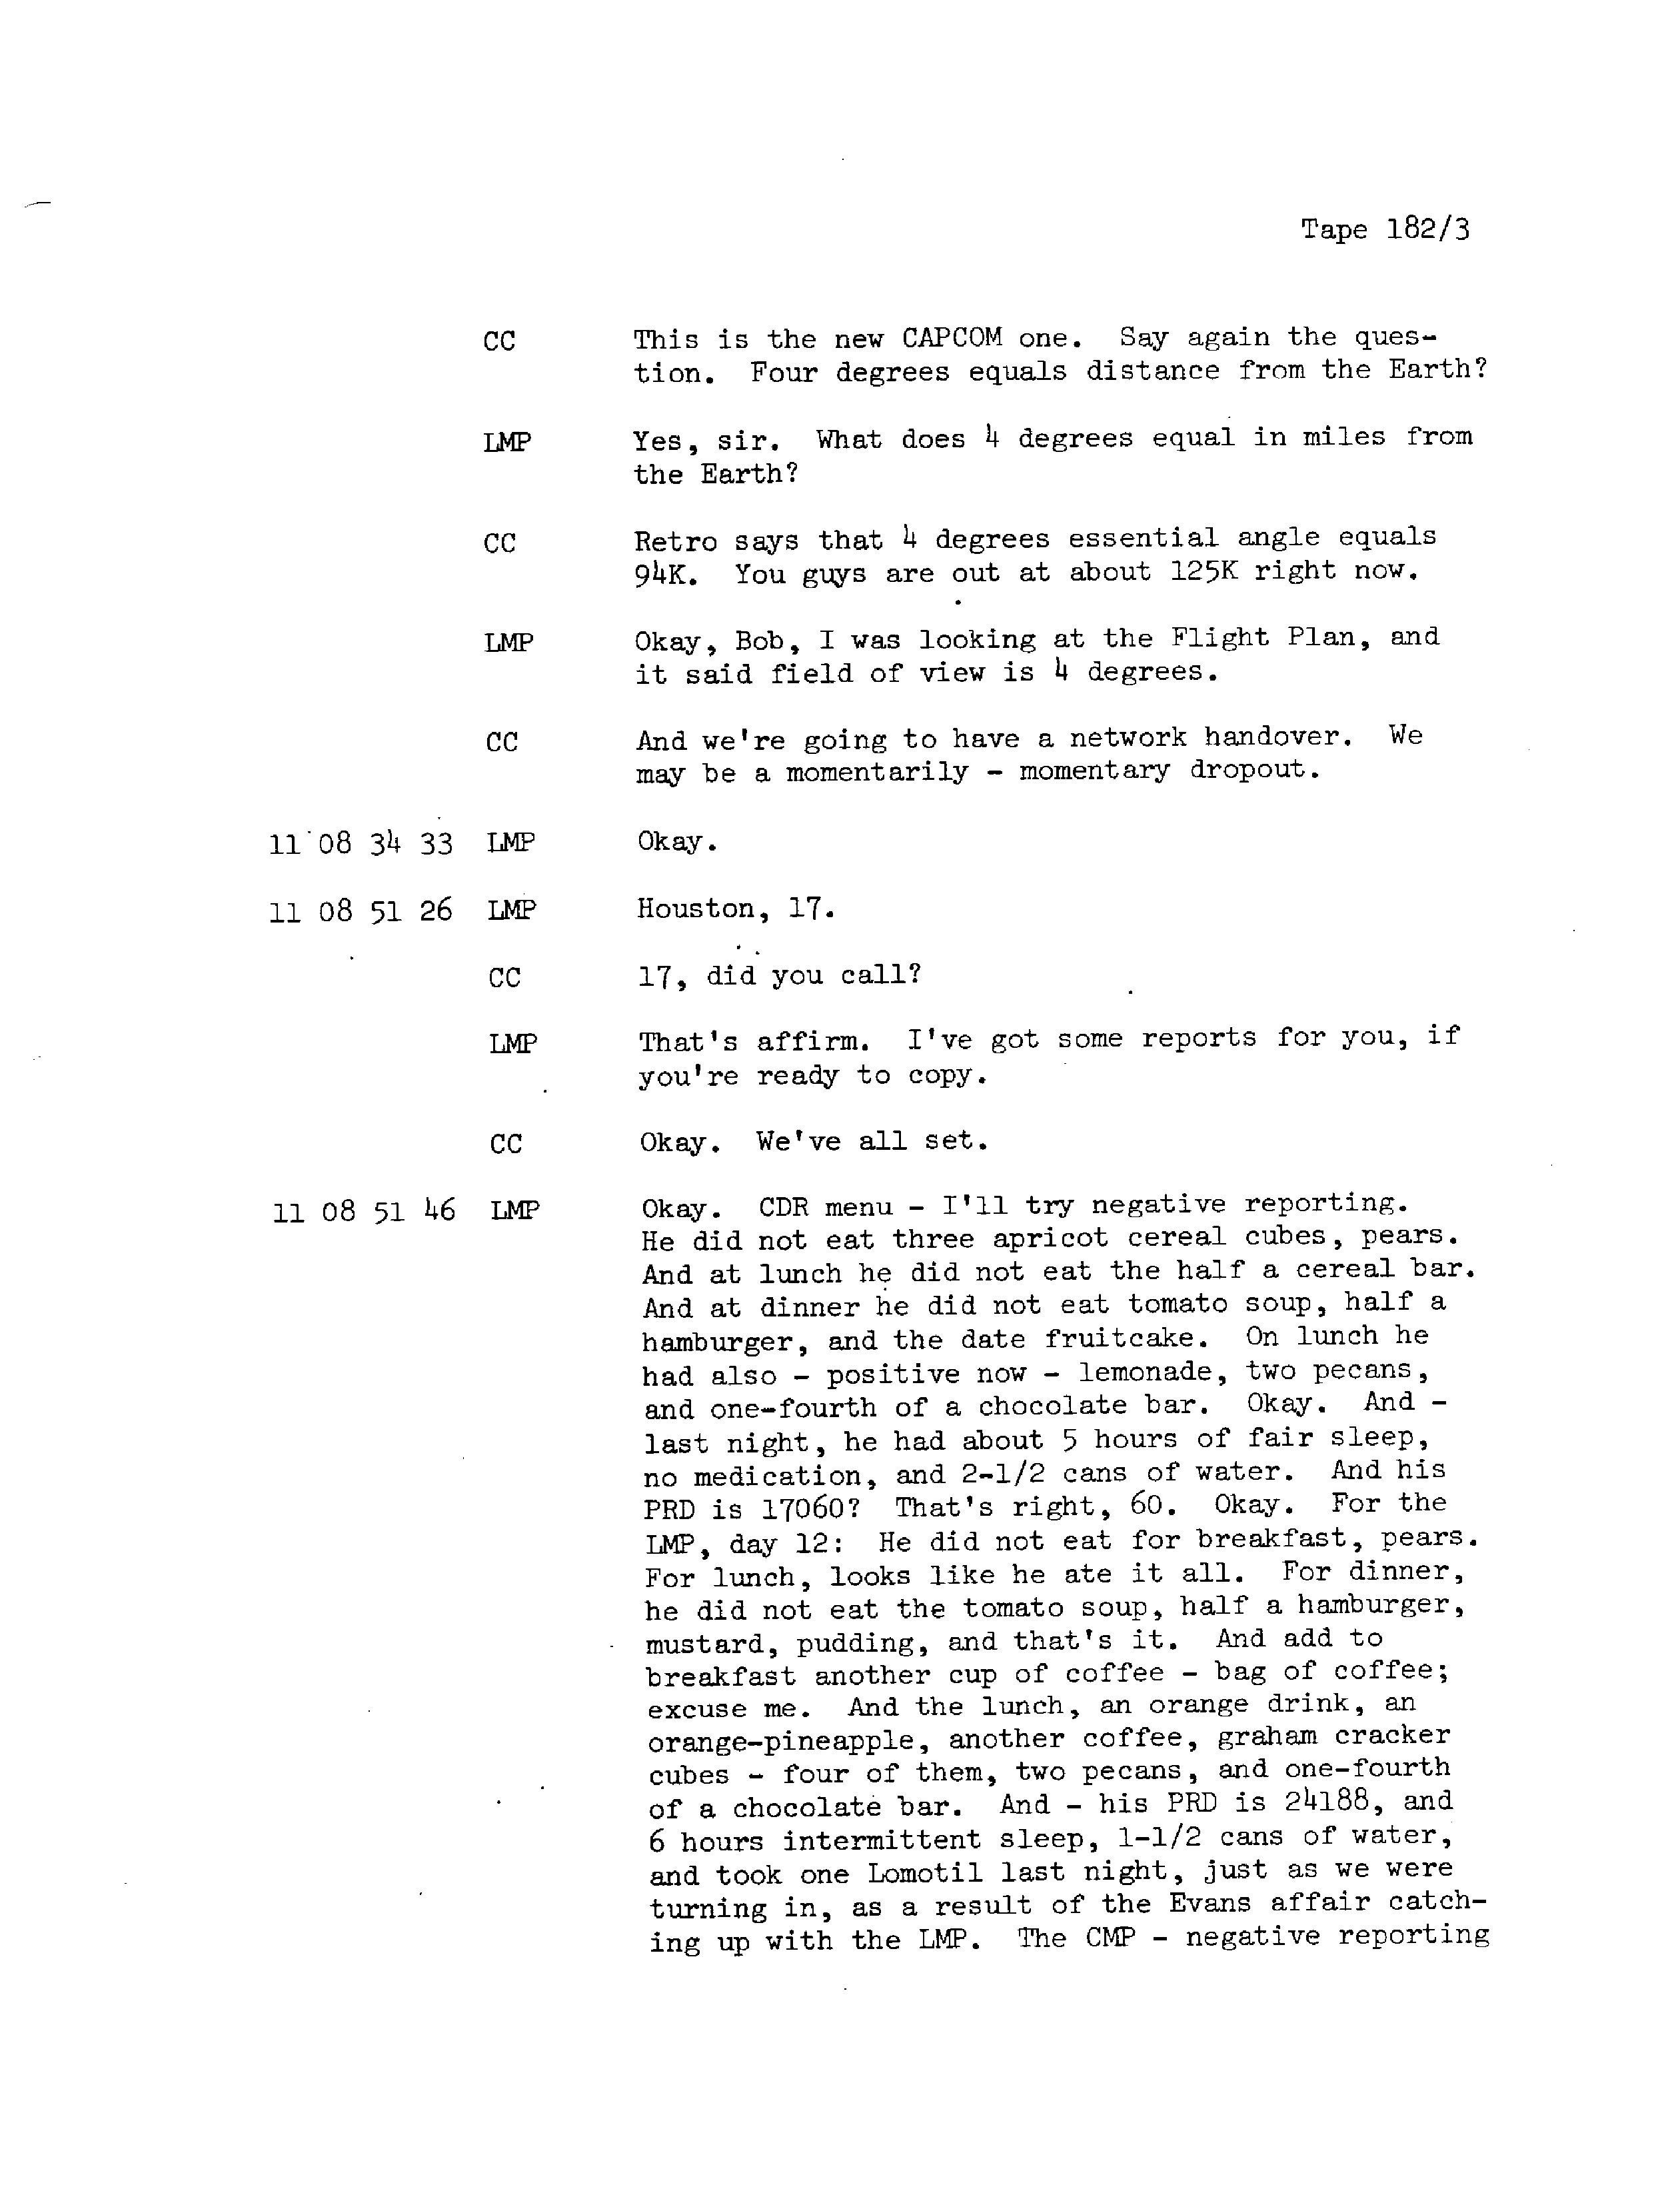 Tape 182/3
CC This is the new CAPCOM one. Say again the ques-
tion. Four degrees equals distance from the Earth?
LMP Yes, sir. What does 4 degrees equal in miles from
the Earth?
CC Retro says that 4 degrees essential angle equals
94K. You guys are out at about 125K right now.
LMP Okay, Bob, I was looking at the Flight Plan, and
it said field of view is 4 degrees.
CC And we're going to have a network handover. We
may be a momentarily - momentary dropout.
11 08 34 33 LMP Okay.
11 08 51 26 LMP Houston, 17.
CC 17, did you call?
LMP That's affirm. I've got some reports for you, if
you're ready to copy.
CC Okay. We've all set.
11 08 51 46 LMP Okay. CDR menu - I'll try negative reporting.
He did not eat three apricot cereal cubes, pears.
And at lunch he did not eat the half a cereal bar.
And at dinner he did not eat tomato soup, half a
hamburger, and the date fruitcake. On lunch he
had also - positive now - lemonade, two pecans,
and one-fourth of a chocolate bar. Okay. And -
last night, he had about 5 hours of fair sleep,
no medication, and 2-1/2 cans of water. And his
PRD is 17060? That's right, 60. Okay. For the
LMP, day 12: He did not eat for breakfast, pears.
For lunch, looks like he ate it all. For dinner,
he did not eat the tomato soup, half a hamburger,
mustard, pudding, and that's it. And add to
breakfast another cup of coffee - bag of coffee;
excuse me. And the lunch, an orange drink, an
orange-pineapple, another coffee, graham cracker
cubes - four of them, two pecans, and one-fourth
of a chocolate bar. And - his PRD is 24188, and
6 hours intermittent sleep, 1-1/2 cans of water,
and took one Lomotil last night, just as we were
turning in, as a result of the Evans affair catch-
ing up with the LMP. The CMP - negative reporting